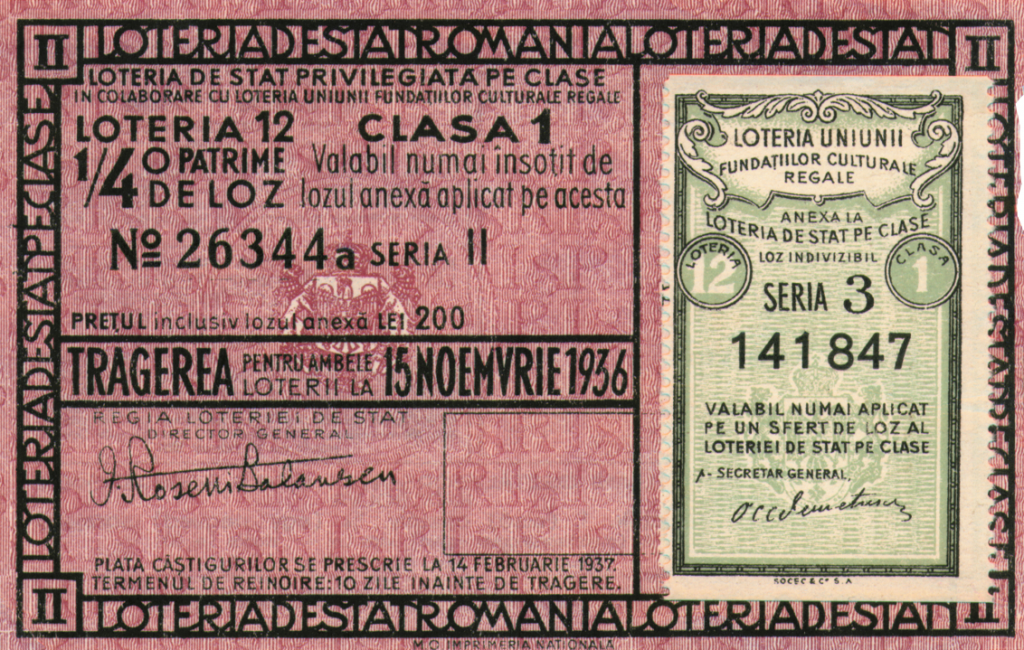 II LOTERIADESTATROMANIALOTERIADESTAT II
LOTERIADESTATPECLASE
LOTERIA DE STAT PRIVILEGIATĂ PE CLASE
IN COLABORARE CU LOTERIA UNIUNII FUNDAȚIILOR CULTURALE REGALE
LOTERIA 12
1/4 O PATRIME
DE LOZ
CLASA 1
Valabil numai însoțit de
lozul anexă aplicat pe acesta
No 26344a SERIA II
PREȚUL inclusiv lozul anexă LEI 200
TRAGEREA PENTRU AMBELE
LOTERII LA 15 NOEMVRIE 1936
REGIA LOTERIEI DE STAT
DIRECTOR GENERAL
PLATA CÂSTIGURILOR SE PRESCRIE LA 14 FEBRUARIE 1937.
TERMENUL DE REINOIRE: 10 ZILE INAINTE DE TRAGERE.
LOTERIA UNIUNII
FUNDAȚIILOR CULTURALE
REGALE
ANEXA LA
LOTERIA DE STAT PE CLASE
LOZ INDIVIZIBIL
LOTERIA 12
CLASA 1
SERIA 3
141847
VALABIL NUMAI APLICAT
PE UN SFERT DE LOZ AL
LOTERIEI DE STAT PE CLASE
p. SECRETAR GENERAL,
SOCEC & Co S.A
II LOTERIADESTATROMANIALOTERIADESTAT II
M.O. IMPRIMERIA NATIONALĂ